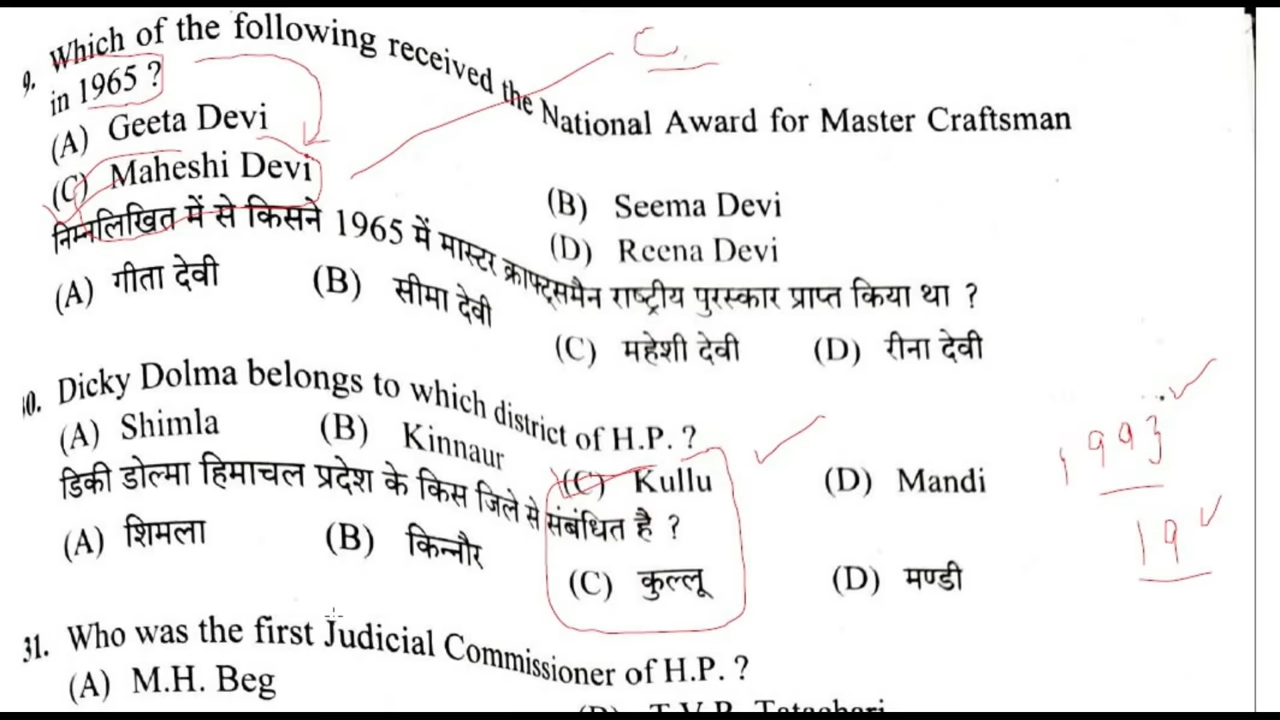 9. Which of the following received the National Award for Master Craftsman
in 1965 ?
(A) Geeta Devi
(B) Seema Devi
(C) Maheshi Devi
(D) Reena Devi
निम्नलिखित में से किसने 1965 में मास्टर क्राफ्ट्समैन राष्ट्रीय पुरस्कार प्राप्त किया था ?
(A) गीता देवी (B) सीमा देवी (C) महेशी देवी (D) रीना देवी
C
0. Dicky Dolma belongs to which district of H.P. ?
(A) Shimla (B) Kinnaur (C) Kullu (D) Mandi
डिकी डोल्मा हिमाचल प्रदेश के किस जिले से संबंधित है ?
(A) शिमला (B) किन्नौर (C) कुल्लू (D) मण्डी
1993
19
31. Who was the first Judicial Commissioner of H.P. ?
(A) M.H. Beg